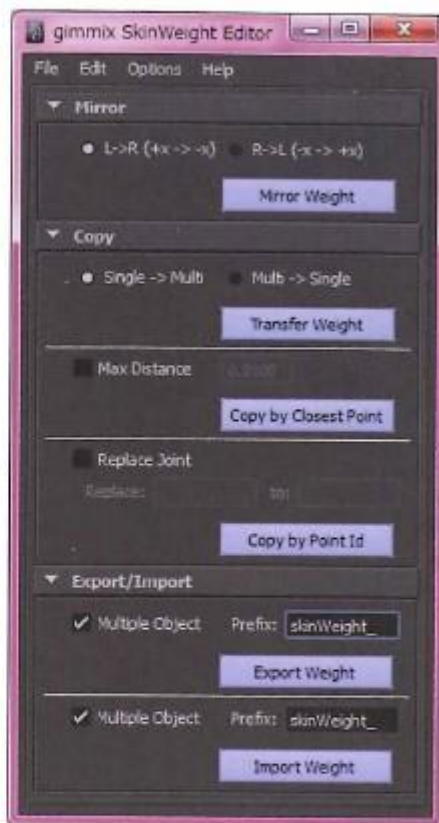 gimmix SkinWeight Editor
File Edit Options Help
Mirror
L->R (+x -> -x) R->L (-x -> +x)
Mirror Weight
Copy
Single -> Multi Multi -> Single
Transfer Weight
Max Distance
Copy by Closest Point
Replace Joint
Replace: to:
Copy by Point Id
Export/Import
Multiple Object Prefix: skinWeight_
Export Weight
Multiple Object Prefix: skinWeight_
Import Weight